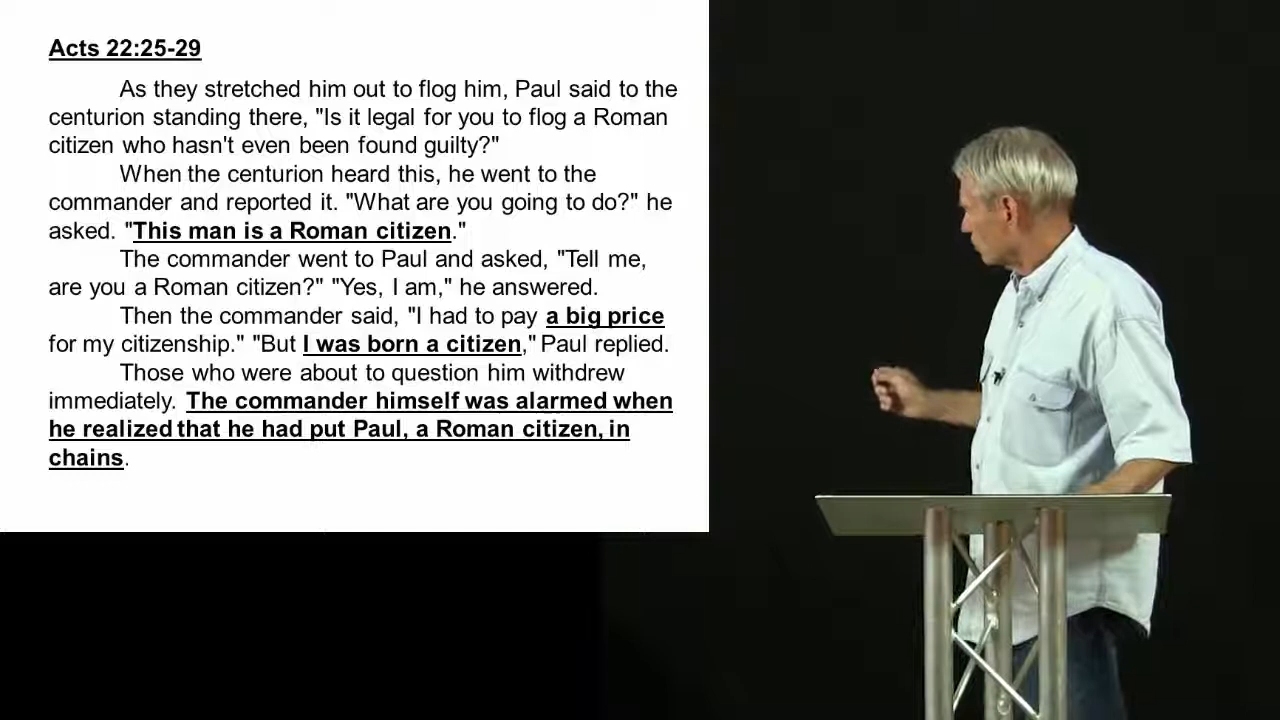 Acts 22:25-29
As they stretched him out to flog him, Paul said to the
centurion standing there, "Is it legal for you to flog a Roman
citizen who hasn't even been found guilty?"
When the centurion heard this, he went to the
commander and reported it. "What are you going to do?" he
asked. "This man is a Roman citizen."
The commander went to Paul and asked, "Tell me,
are you a Roman citizen?" "Yes, I am," he answered.
Then the commander said, "I had to pay a big price
for my citizenship." "But I was born a citizen," Paul replied.
Those who were about to question him withdrew
immediately. The commander himself was alarmed when
he realized that he had put Paul, a Roman citizen, in
chains.